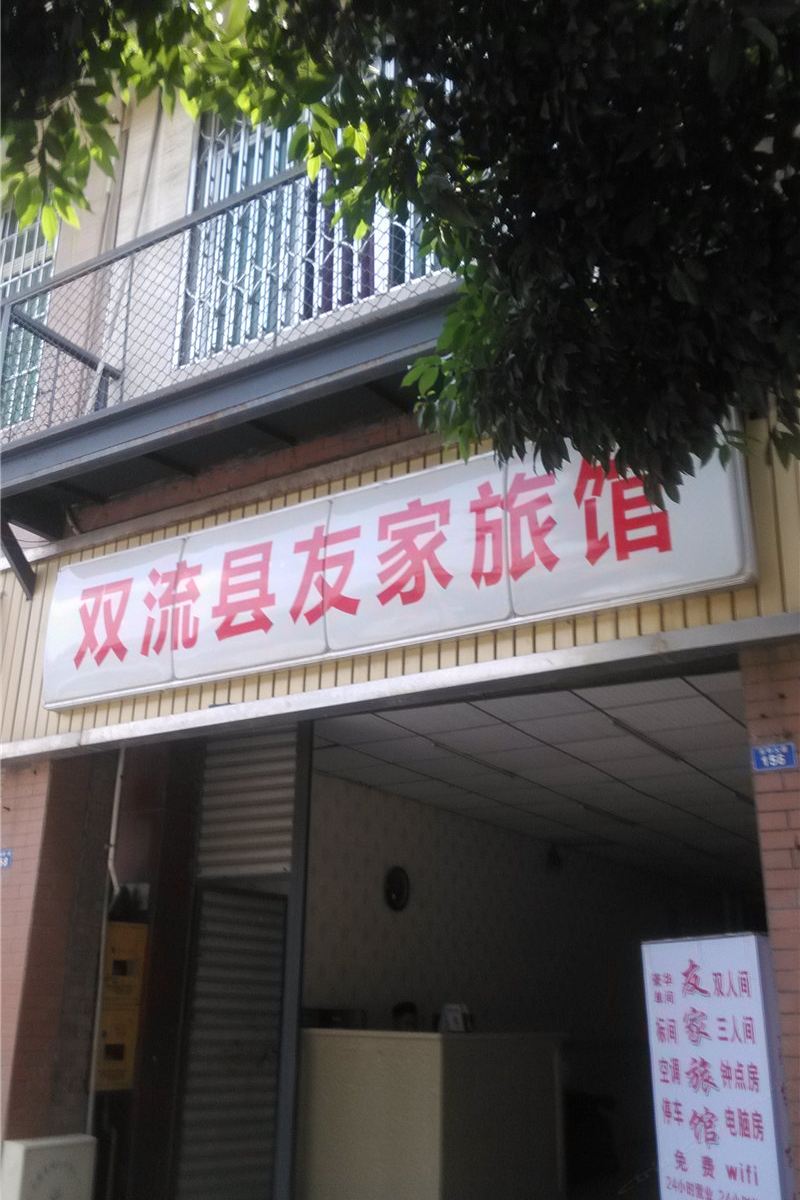 双流县友家旅馆
156
58
豪华单间 友 双人间
标间 家 三人间
空调 旅 钟点房
停车 馆 电脑房
免费 wifi
24小时营业